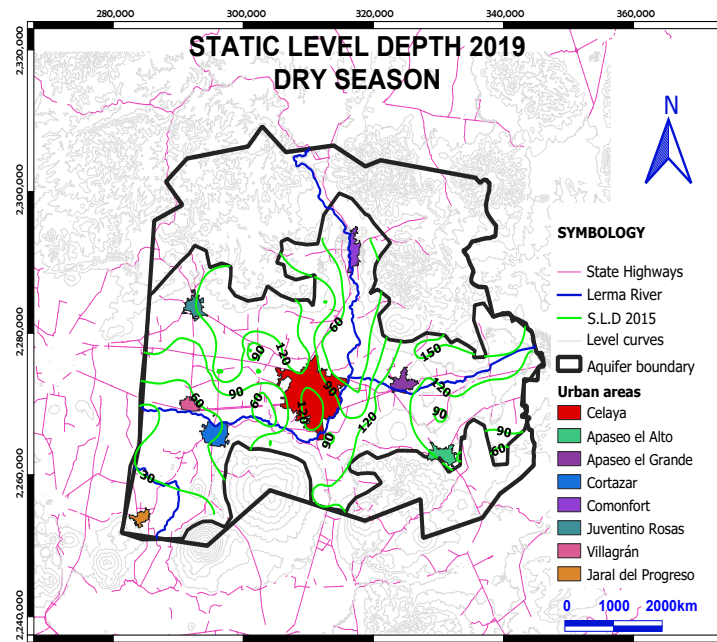 280,000 300,000 320,000 340,000 360,000
STATIC LEVEL DEPTH 2019
DRY SEASON
2,320,000
2,300,000
2,280,000
2,260,000
2,240,000
N
SYMBOLOGY
State Highways
Lerma River
S.L.D 2015
Level curves
Aquifer boundary
Urban areas
Celaya
Apaseo el Alto
Apaseo el Grande
Cortazar
Comonfort
Juventino Rosas
Villagrán
Jaral del Progreso
0 1000 2000km
60
90
120
150
60
90
60
90
120
120
90
120
90
90
60
30